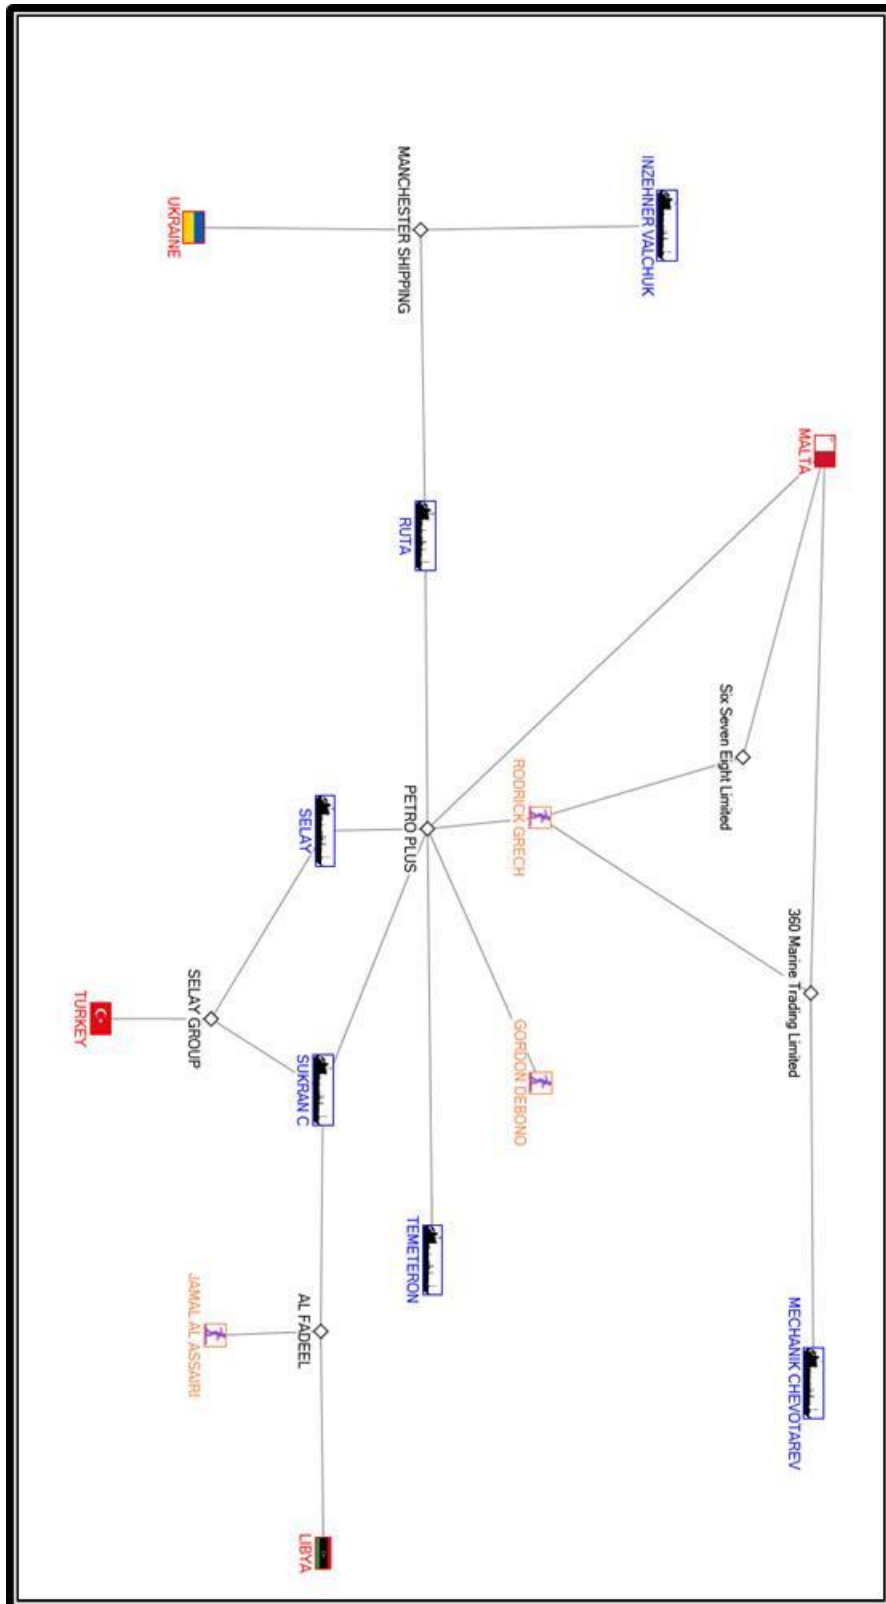 MALTA
MECHANIK CHEVOTAREV
360 Marine Trading Limited
Six Seven Eight Limited
INZEHNER VALCHUK
RODRICK GRECH
GORDON DEBONO
MANCHESTER SHIPPING
RUTA
PETRO PLUS
TEMETERON
SELAY
SUKRAN C
AL FADEEL
LIBYA
UKRAINE
SELAY GROUP
JAMAL AL ASSAIRI
TURKEY